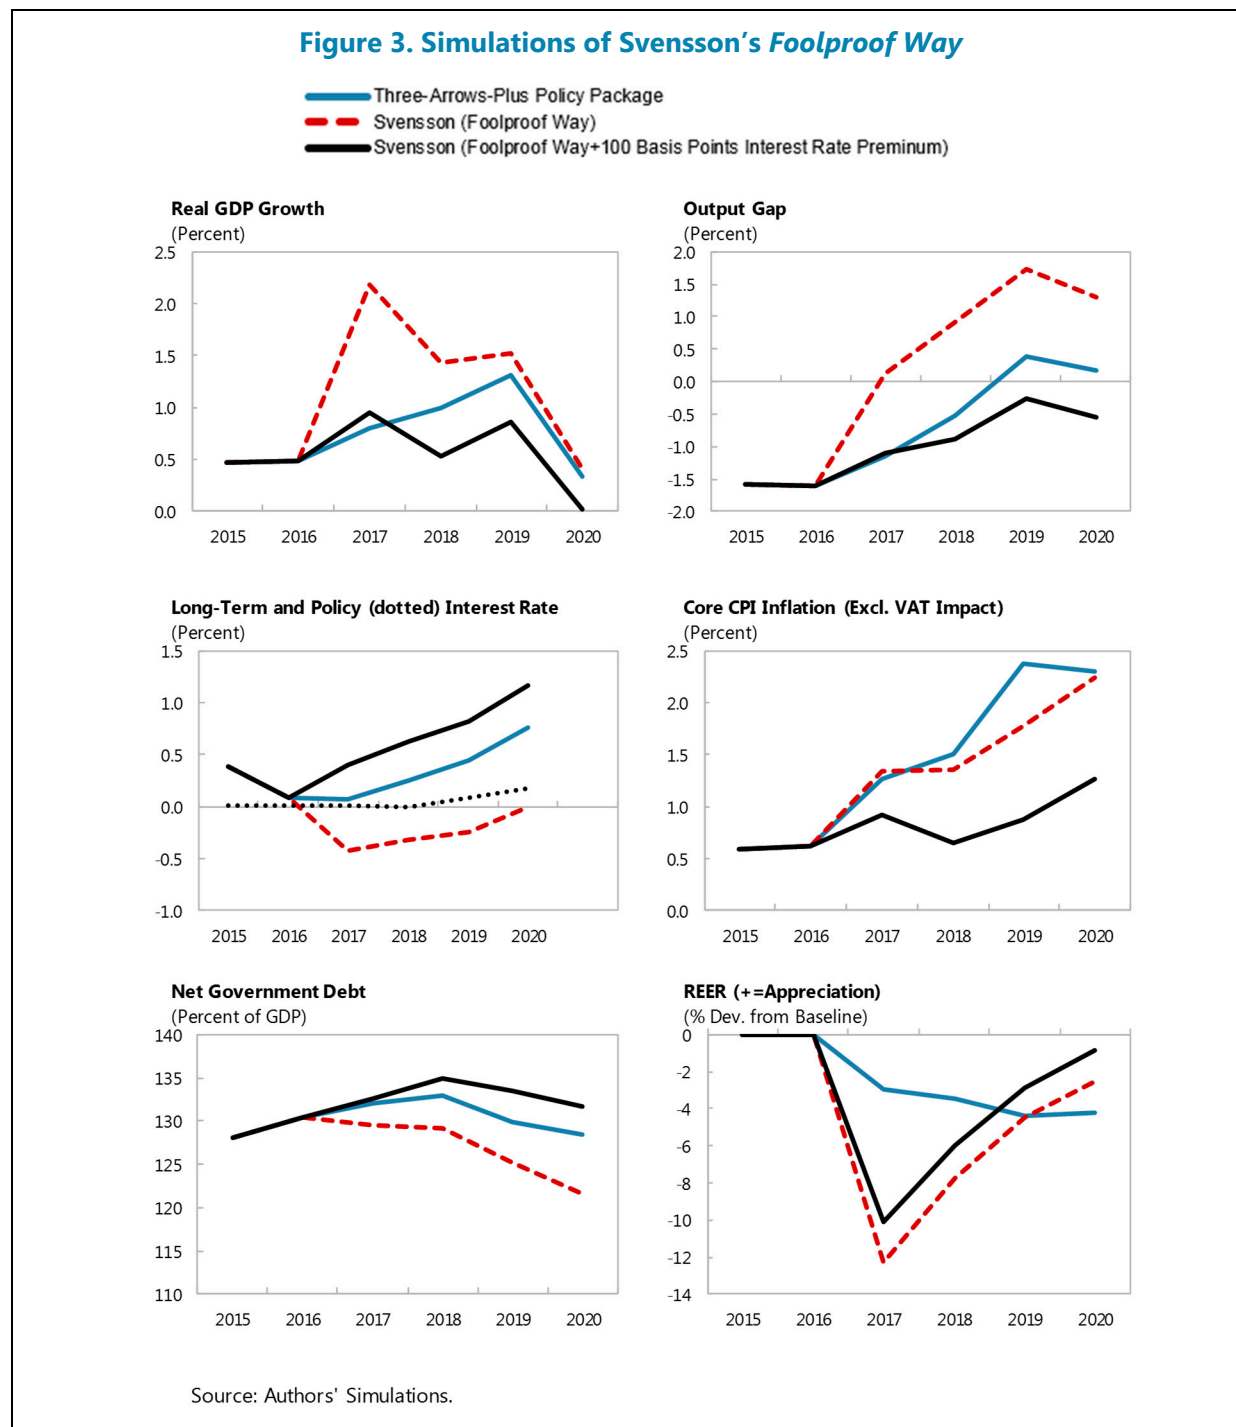 Figure 3. Simulations of Svensson's Foolproof Way
Three-Arrows-Plus Policy Package
Svensson (Foolproof Way)
Svensson (Foolproof Way+100 Basis Points Interest Rate Preminum)
Real GDP Growth
(Percent)
2.5
2.0
1.5
1.0
0.5
0.0
2015 2016 2017 2018 2019 2020
Output Gap
(Percent)
2.0
1.5
1.0
0.5
0.0
-0.5
-1.0
-1.5
-2.0
2015 2016 2017 2018 2019 2020
Long-Term and Policy (dotted) Interest Rate
(Percent)
1.5
1.0
0.5
0.0
-0.5
-1.0
2015 2016 2017 2018 2019 2020
Core CPI Inflation (Excl. VAT Impact)
(Percent)
2.5
2.0
1.5
1.0
0.5
0.0
2015 2016 2017 2018 2019 2020
Net Government Debt
(Percent of GDP)
140
135
130
125
120
115
110
2015 2016 2017 2018 2019 2020
REER (+=Appreciation)
(% Dev. from Baseline)
0
-2
-4
-6
-8
-10
-12
-14
2015 2016 2017 2018 2019 2020
Source: Authors' Simulations.